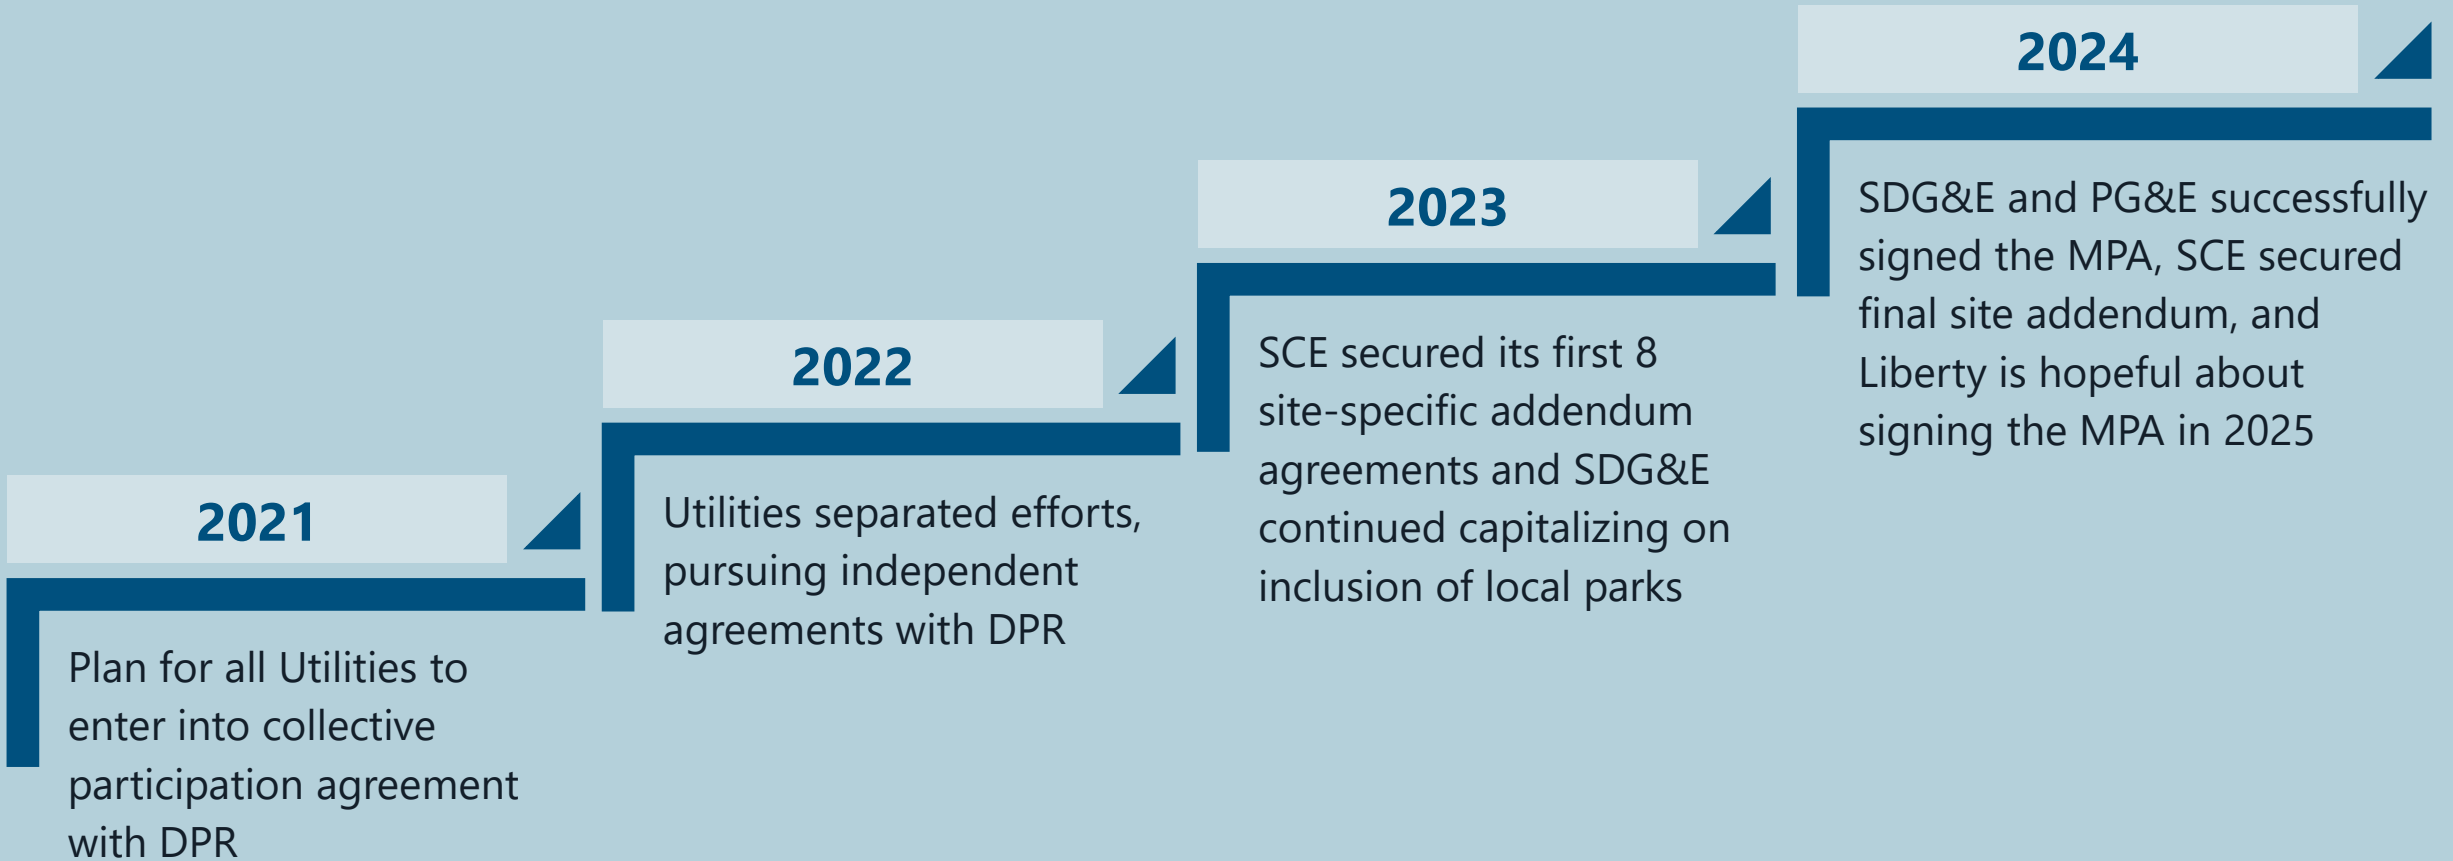 2021
Plan for all Utilities to
enter into collective
participation agreement
with DPR
2022
Utilities separated efforts,
pursuing independent
agreements with DPR
2023
SCE secured its first 8
site-specific addendum
agreements and SDG&E
continued capitalizing on
inclusion of local parks
2024
SDG&E and PG&E successfully
signed the MPA, SCE secured
final site addendum, and
Liberty is hopeful about
signing the MPA in 2025